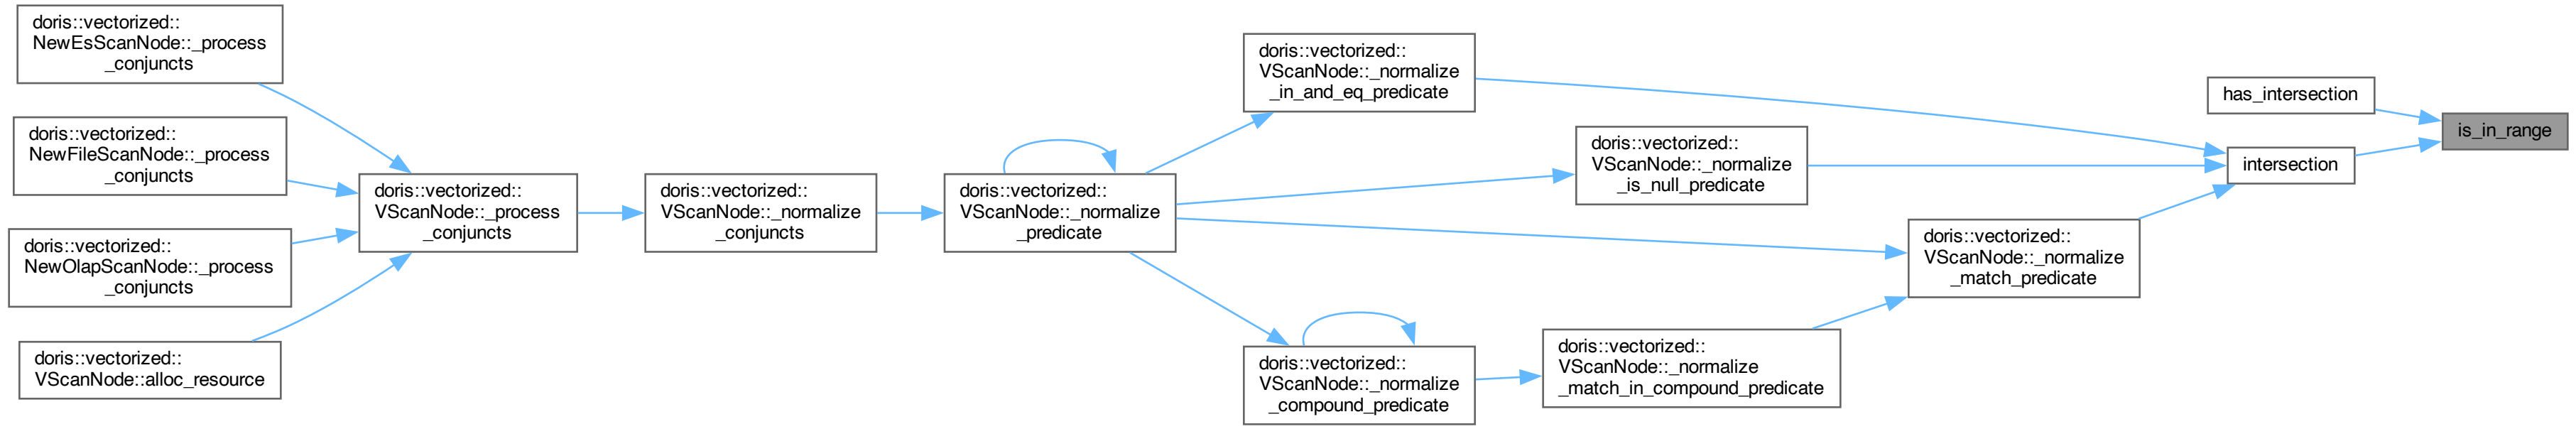 doris::vectorized::
NewEsScanNode::_process
_conjuncts
doris::vectorized::
NewFileScanNode::_process
_conjuncts
doris::vectorized::
NewOlapScanNode::_process
_conjuncts
doris::vectorized::
VScanNode::alloc_resource
doris::vectorized::
VScanNode::_process
_conjuncts
doris::vectorized::
VScanNode::_normalize
_conjuncts
doris::vectorized::
VScanNode::_normalize
_predicate
doris::vectorized::
VScanNode::_normalize
_in_and_eq_predicate
doris::vectorized::
VScanNode::_normalize
_compound_predicate
doris::vectorized::
VScanNode::_normalize
_is_null_predicate
doris::vectorized::
VScanNode::_normalize
_match_in_compound_predicate
doris::vectorized::
VScanNode::_normalize
_match_predicate
has_intersection
intersection
is_in_range